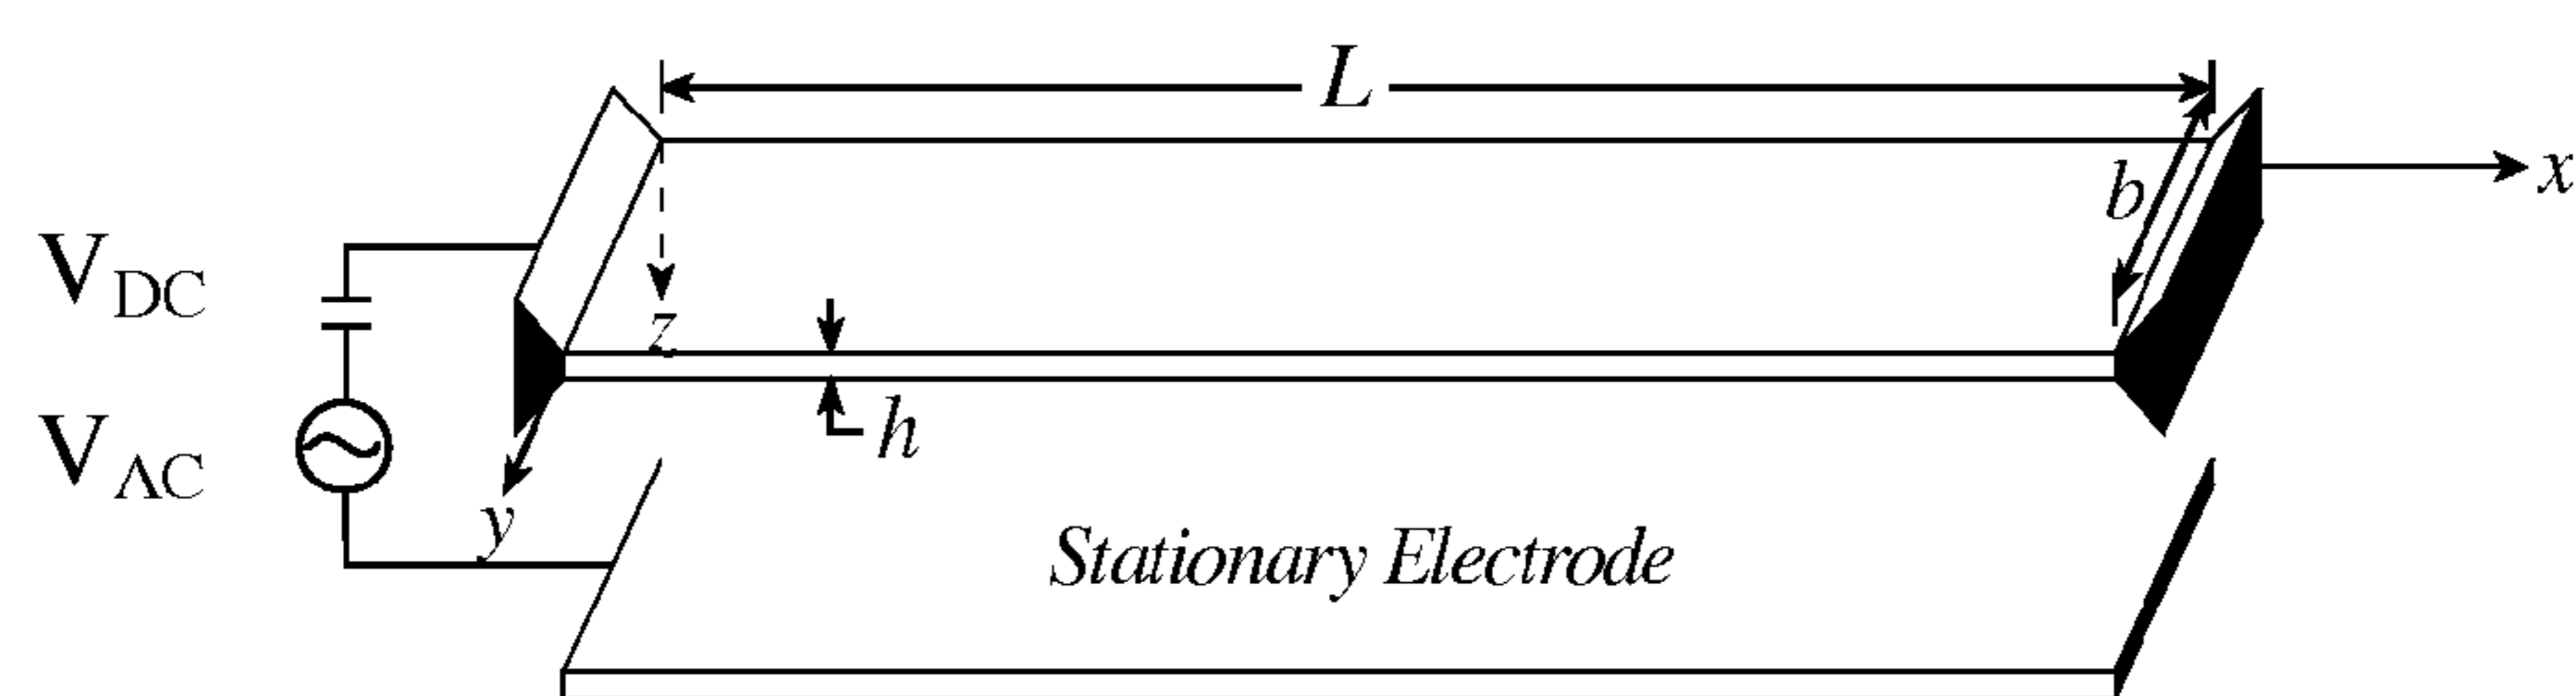 L
x
b
V_DC
z
V_AC
h
y
Stationary Electrode